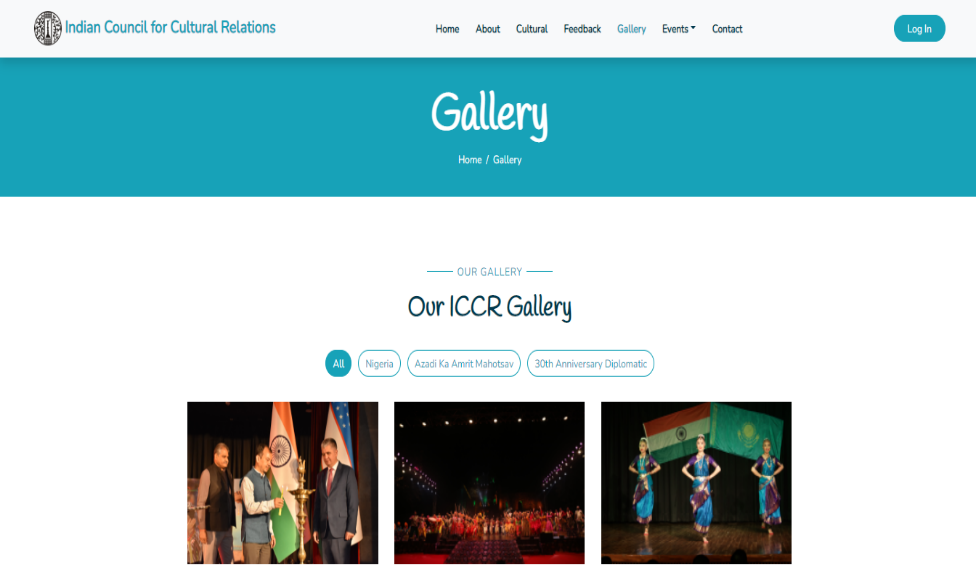 Indian Council for Cultural Relations
Home About Cultural Feedback Gallery Events Contact
Log In
Gallery
Home / Gallery
OUR GALLERY
Our ICCR Gallery
All Nigeria Azadi Ka Amrit Mahotsav 30th Anniversary Diplomatic